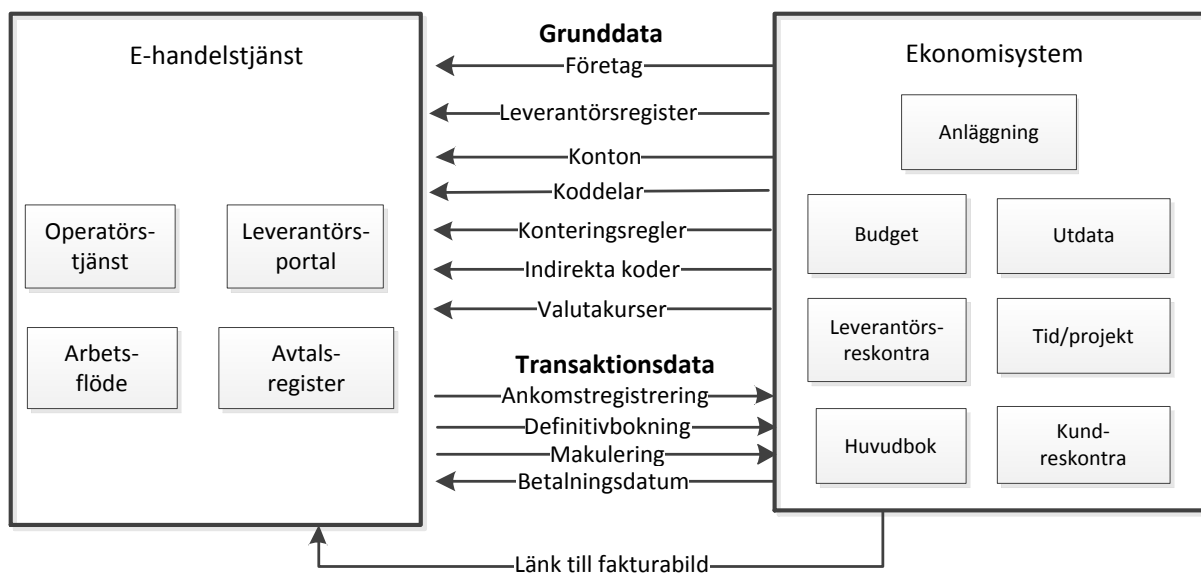 E-handelstjänst
Operatörs-
tjänst
Leverantörs-
portal
Arbets-
flöde
Avtals-
register
Grunddata
Företag
Leverantörsregister
Konton
Koddelar
Konteringsregler
Indirekta koder
Valutakurser
Transaktionsdata
Ankomstregistrering
Definitivbokning
Makulering
Betalningsdatum
Länk till fakturabild
Ekonomisystem
Anläggning
Budget
Utdata
Leverantörs-
reskontra
Tid/projekt
Huvudbok
Kund-
reskontra